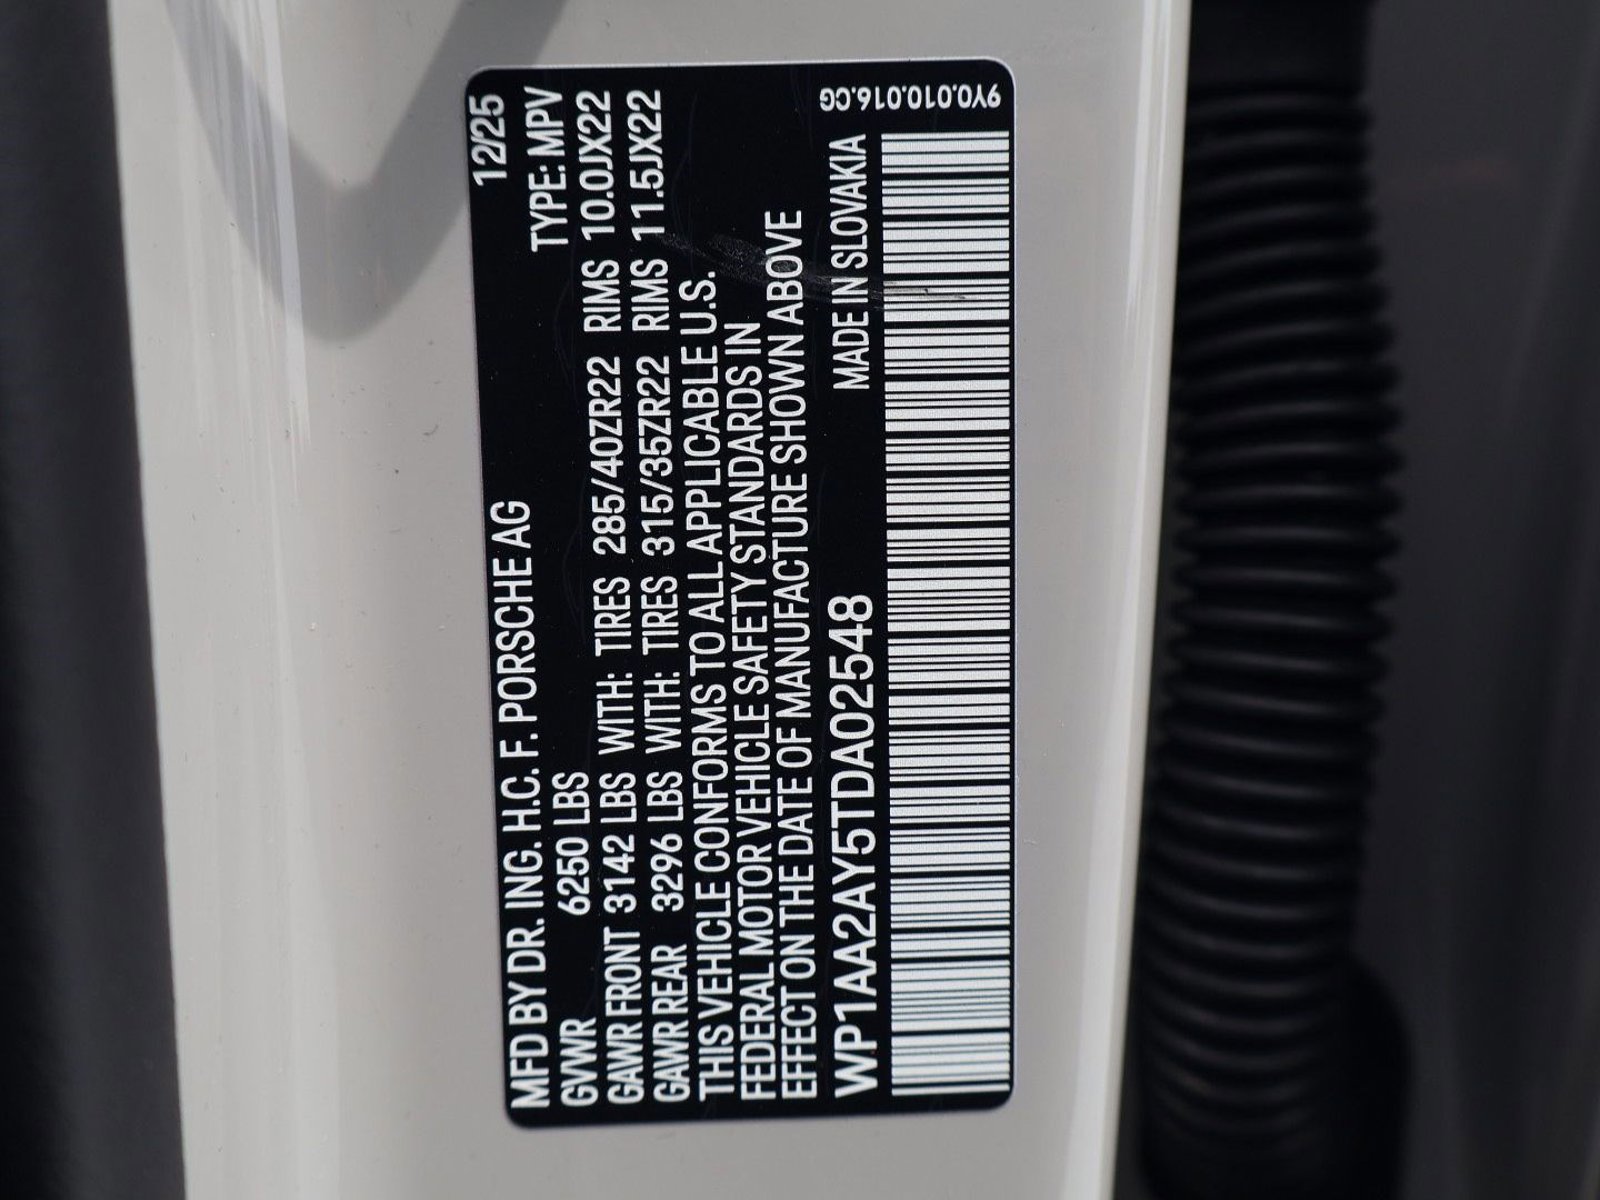 MFD BY DR. ING. H.C. F. PORSCHE AG 12/25
GVWR 6250 LBS TYPE: MPV
GAWR FRONT 3142 LBS WITH: TIRES 285/40ZR22 RIMS 10.0JX22
GAWR REAR 3296 LBS WITH: TIRES 315/35ZR22 RIMS 11.5JX22
THIS VEHICLE CONFORMS TO ALL APPLICABLE U.S.
FEDERAL MOTOR VEHICLE SAFETY STANDARDS IN
EFFECT ON THE DATE OF MANUFACTURE SHOWN ABOVE
WP1AA2AY5TDA02548 MADE IN SLOVAKIA
9Y0.010.016.CG